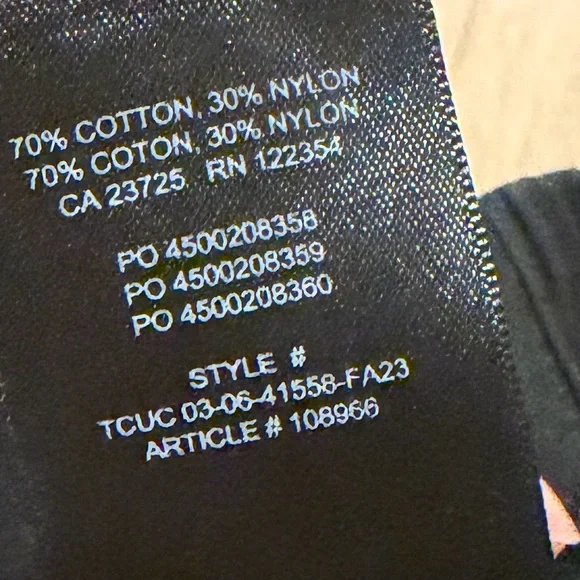 70% COTTON, 30% NYLON
70% COTON, 30% NYLON
CA 23725 RN 122354
PO 4500208358
PO 4500208359
PO 4500208360
STYLE #
TCUC 03-06-41558-FA23
ARTICLE # 108966